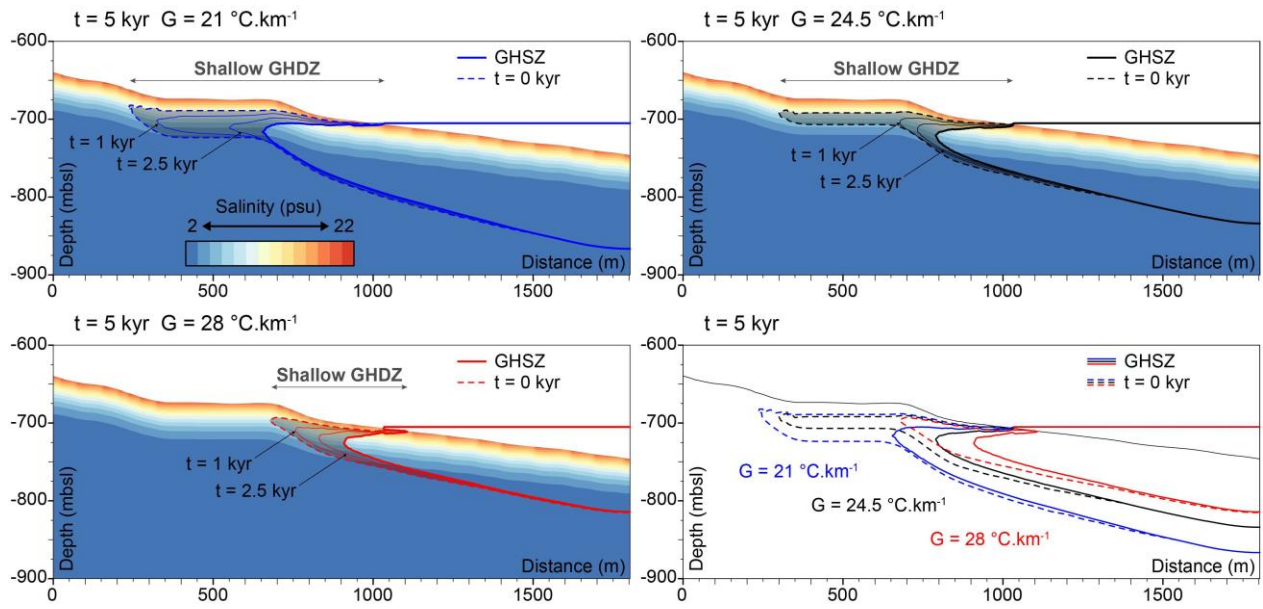 t = 5 kyr G = 21 °C.km-1
-600
-700
-800
-900
Depth (mbsl)
GHSZ
t = 0 kyr
Shallow GHDZ
t = 1 kyr
t = 2.5 kyr
Salinity (psu)
2
22
Distance (m)
0
500
1000
1500
t = 5 kyr G = 24.5 °C.km-1
-600
-700
-800
-900
Depth (mbsl)
GHSZ
t = 0 kyr
Shallow GHDZ
t = 1 kyr
t = 2.5 kyr
Distance (m)
0
500
1000
1500
t = 5 kyr G = 28 °C.km-1
-600
-700
-800
-900
Depth (mbsl)
GHSZ
t = 0 kyr
Shallow GHDZ
t = 1 kyr
t = 2.5 kyr
Distance (m)
0
500
1000
1500
t = 5 kyr
-600
-700
-800
-900
Depth (mbsl)
GHSZ
t = 0 kyr
G = 21 °C.km-1
G = 24.5 °C.km-1
G = 28 °C.km-1
Distance (m)
0
500
1000
1500